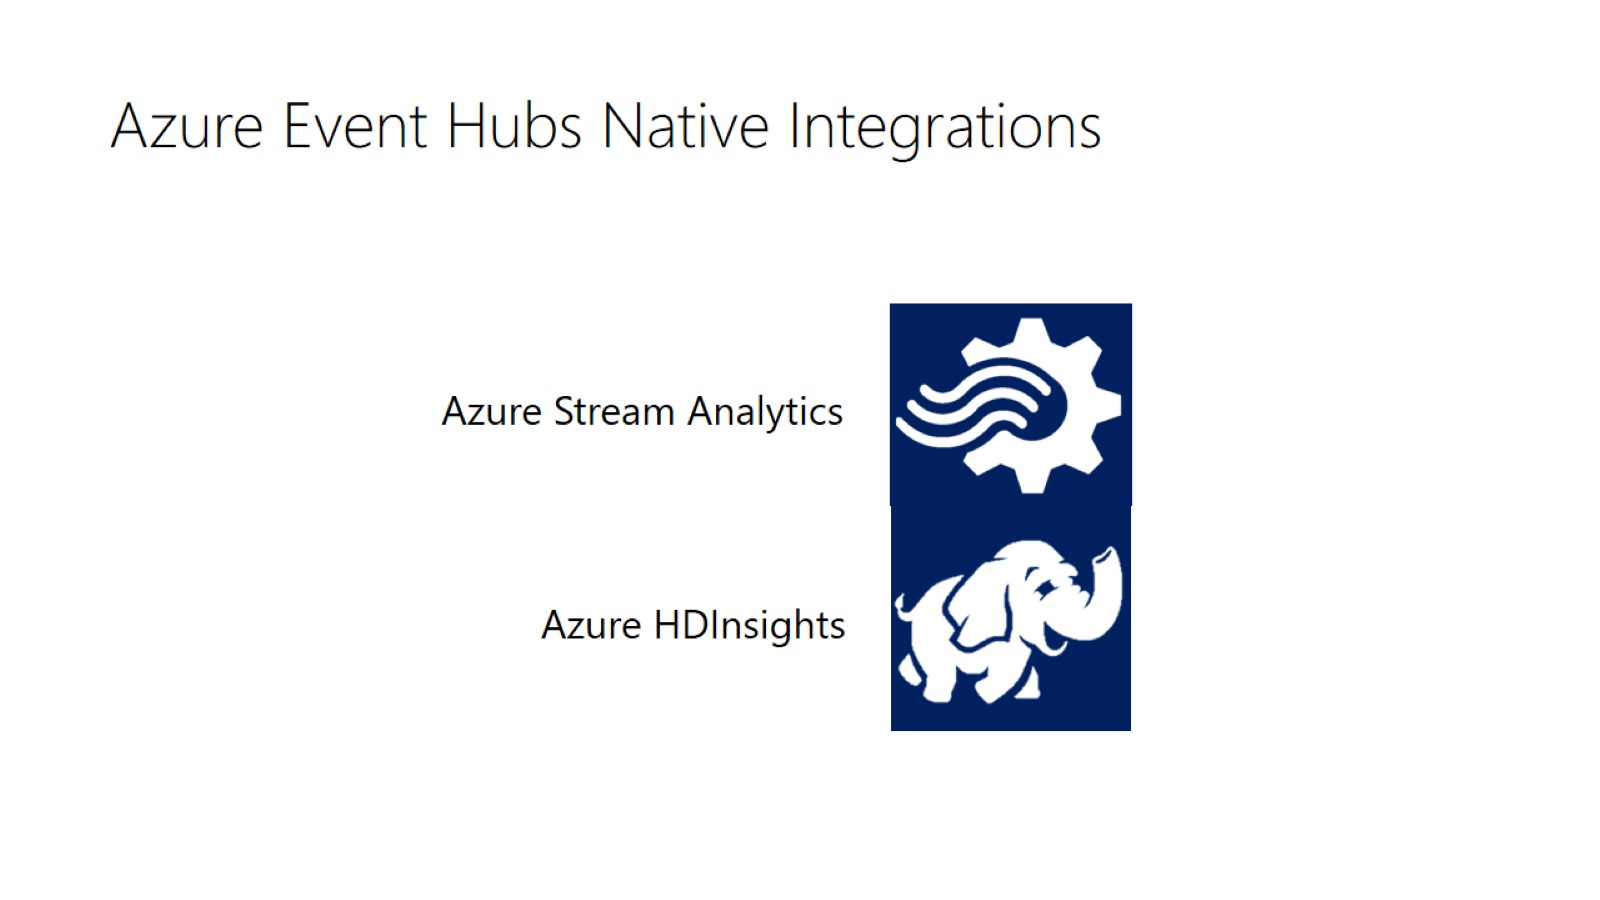 Azure Event Hubs Native Integrations
Azure Stream Analytics
Azure HDInsights